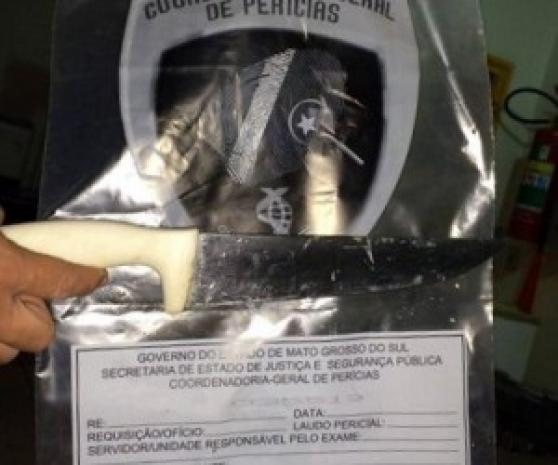 DE PERÍCIAS
GOVERNO DO ESTADO DE MATO GROSSO DO SUL
SECRETARIA DE ESTADO DE JUSTIÇA E SEGURANÇA PÚBLICA
COORDENADORIA-GERAL DE PERÍCIAS
RE: DATA:
REQUISIÇÃO/OFÍCIO: LAUDO PERICIAL:
SERVIDOR/UNIDADE RESPONSÁVEL PELO EXAME: